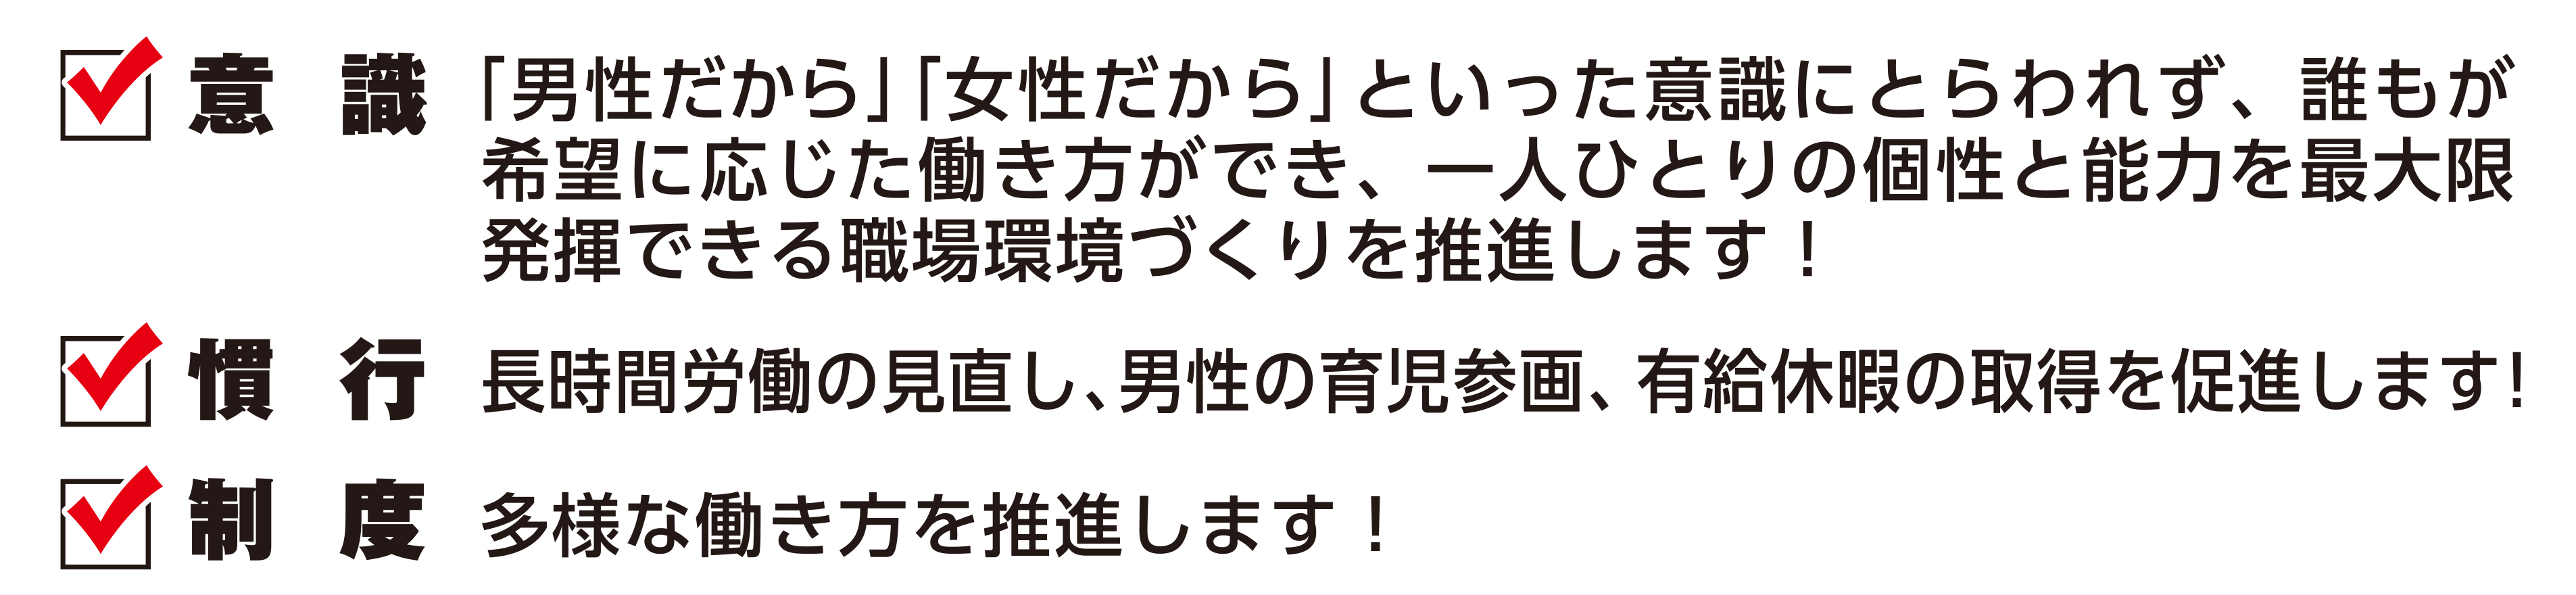 意識 「男性だから」「女性だから」といった意識にとらわれず、誰もが
希望に応じた働き方ができ、一人ひとりの個性と能力を最大限
発揮できる職場環境づくりを推進します！
慣行 長時間労働の見直し、男性の育児参画、有給休暇の取得を促進します！
制度 多様な働き方を推進します！